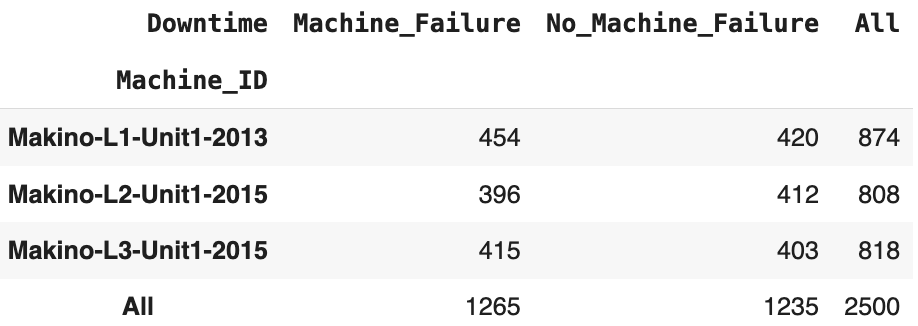 Downtime Machine_Failure No_Machine_Failure All
Machine_ID
Makino-L1-Unit1-2013 454 420 874
Makino-L2-Unit1-2015 396 412 808
Makino-L3-Unit1-2015 415 403 818
All 1265 1235 2500